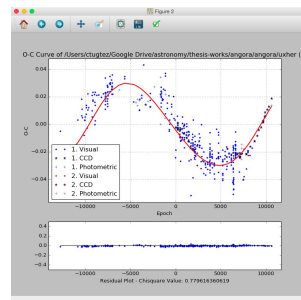 Figure 2
O-C Curve of /Users/ctugtez/Google Drive/astronomy/thesis-works/angora/angora/uxher (
0.04
0.02
0.00
−0.02
−0.04
O-C
1. Visual
1. CCD
1. Photometric
2. Visual
2. CCD
2. Photometric
−10000 −5000 0 5000 10000
Epoch
0.4
0.2
0.0
−0.2
−0.4
−10000 −5000 0 5000 10000
Residual Plot - Chisquare Value: 0.779616360619